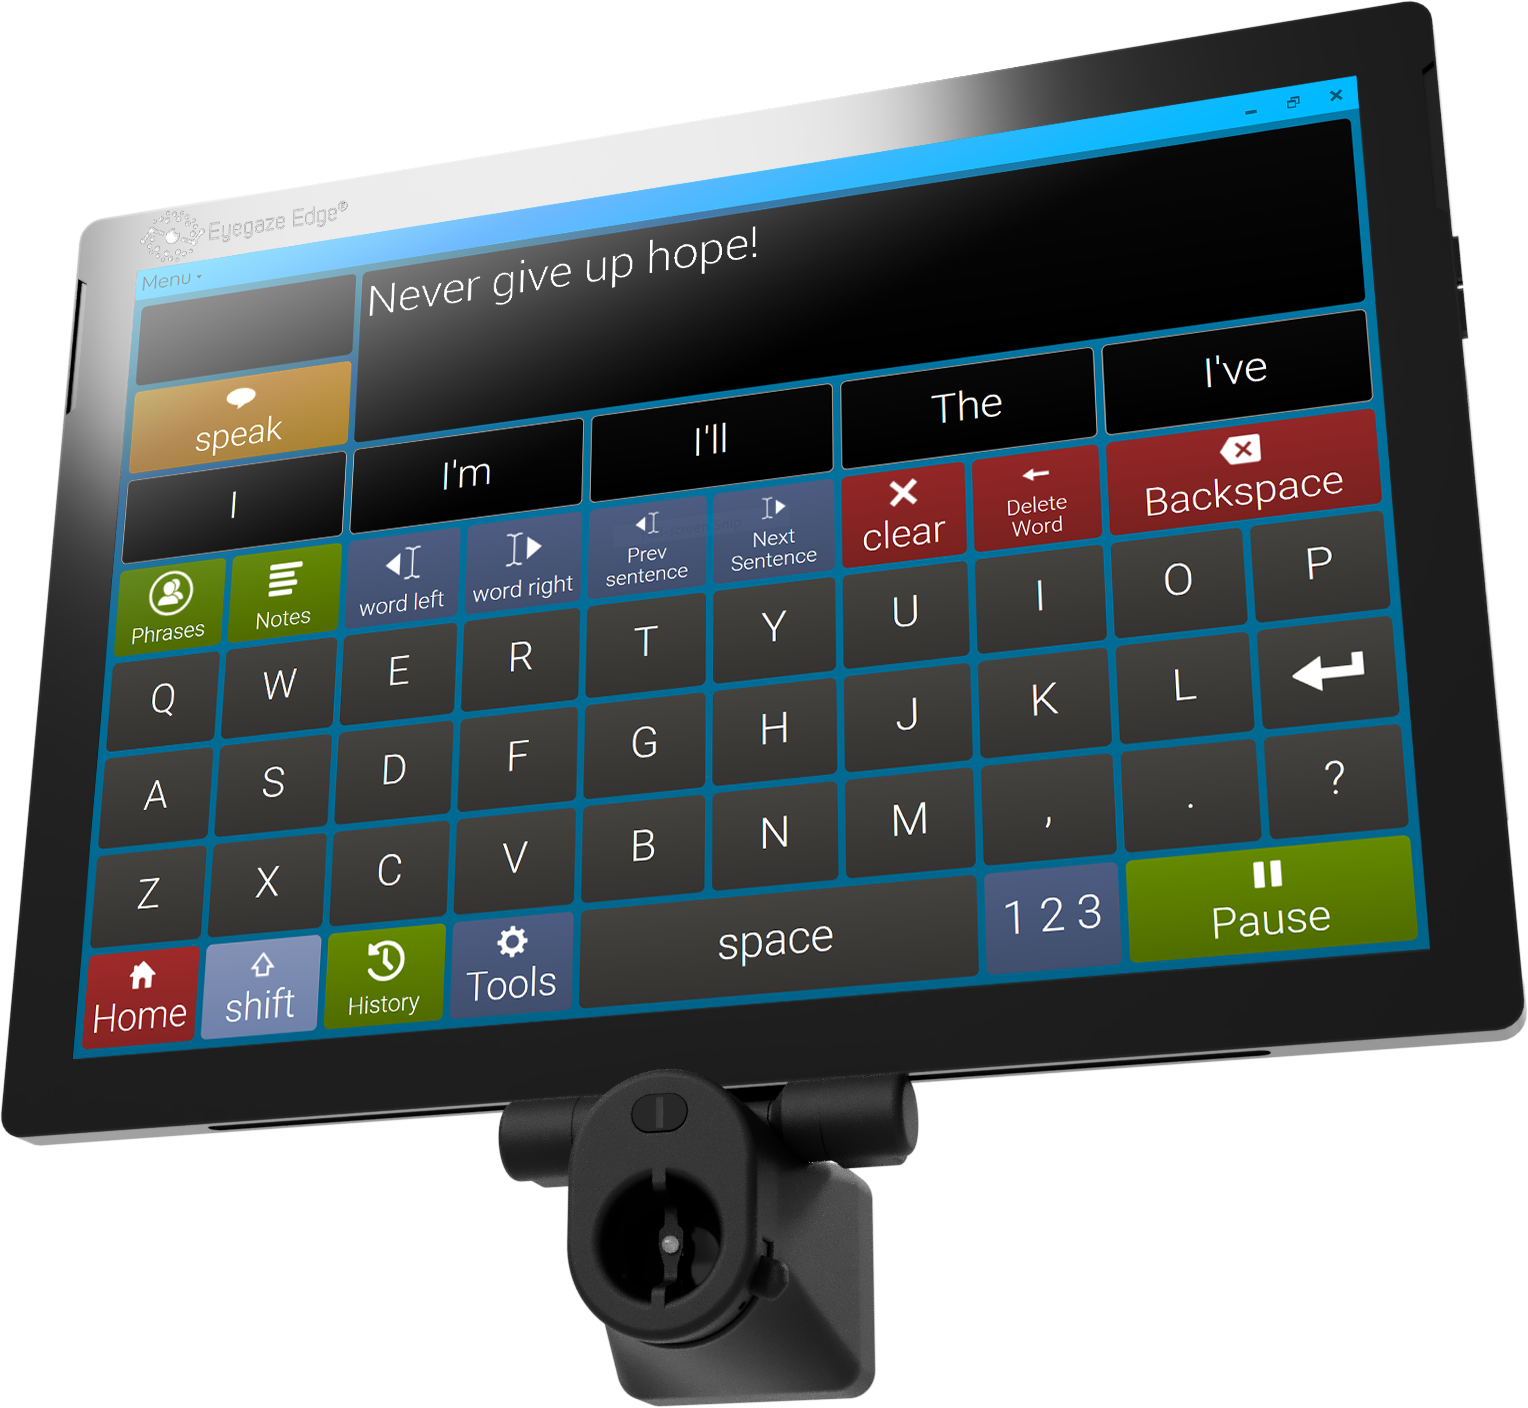 Eyegaze Edge®
Menu
Never give up hope!
speak
I
I'm
I'll
The
I've
Phrases
Notes
word left
word right
Prev
sentence
Next
Sentence
clear
Delete
Word
Backspace
Q W E R T Y U I O P
A S D F G H J K L
Z X C V B N M , . ?
Home
shift
History
Tools
space
1 2 3
Pause